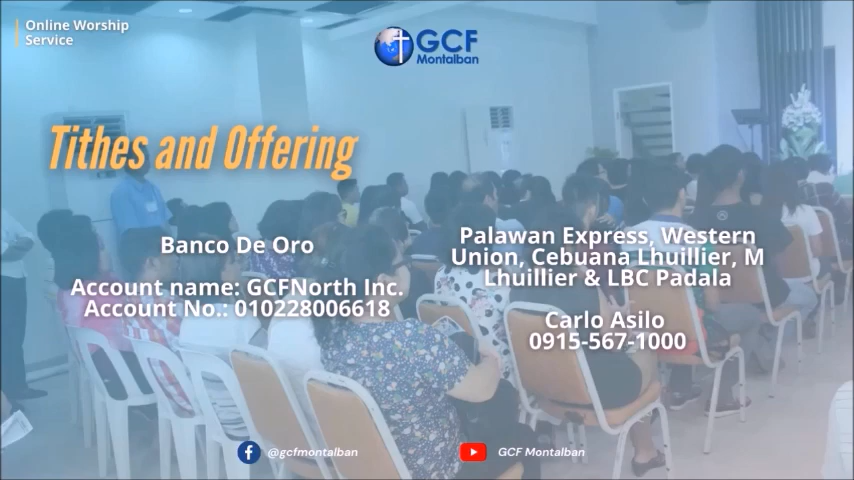 Online Worship
Service
GCF
Montalban
Tithes and Offering
Banco De Oro
Account name: GCFNorth Inc.
Account No.: 010228006618
Palawan Express, Western
Union, Cebuana Lhuillier, M
Lhuillier & LBC Padala
Carlo Asilo
0915-567-1000
@gcfmontalban
GCF Montalban